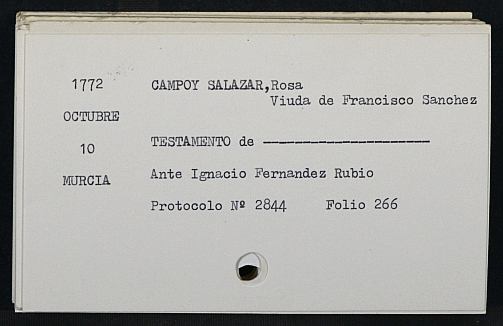 1772 CAMPOY SALAZAR,Rosa
Viuda de Francisco Sanchez
OCTUBRE
10 TESTAMENTO de --------------------
MURCIA Ante Ignacio Fernandez Rubio
Protocolo Nº 2844 Folio 266